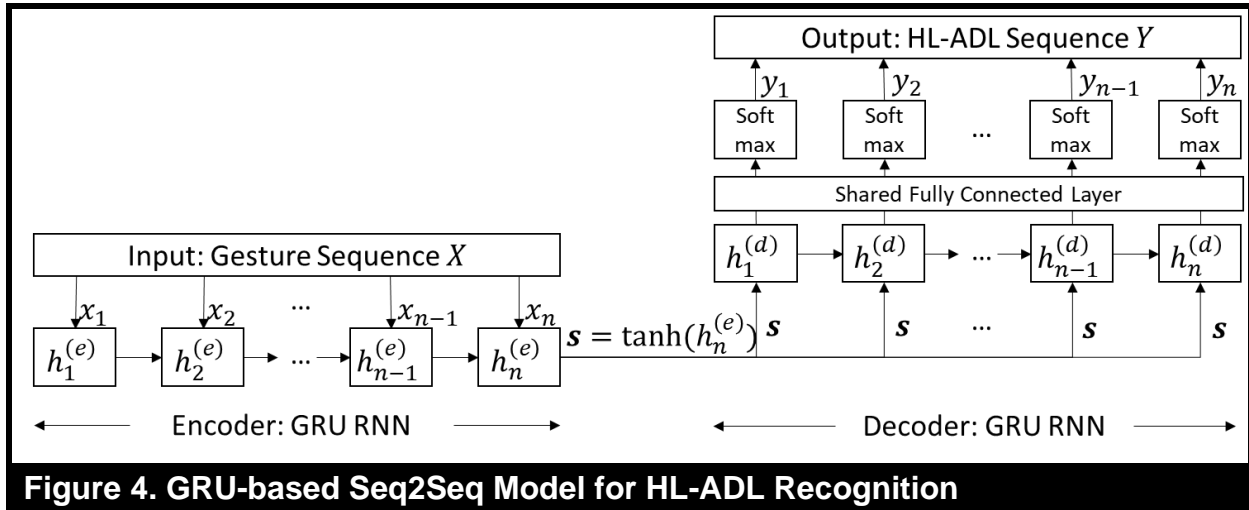 Output: HL-ADL Sequence Y
y₁ y₂ yₙ₋₁ yₙ
Soft max Soft max ... Soft max Soft max
Shared Fully Connected Layer
h₁^(d) h₂^(d) ... hₙ₋₁^(d) hₙ^(d)
Input: Gesture Sequence X
x₁ x₂ ... xₙ₋₁ xₙ
s = tanh(hₙ^(e)) s s ... s s
h₁^(e) h₂^(e) ... hₙ₋₁^(e) hₙ^(e)
Encoder: GRU RNN Decoder: GRU RNN
Figure 4. GRU-based Seq2Seq Model for HL-ADL Recognition